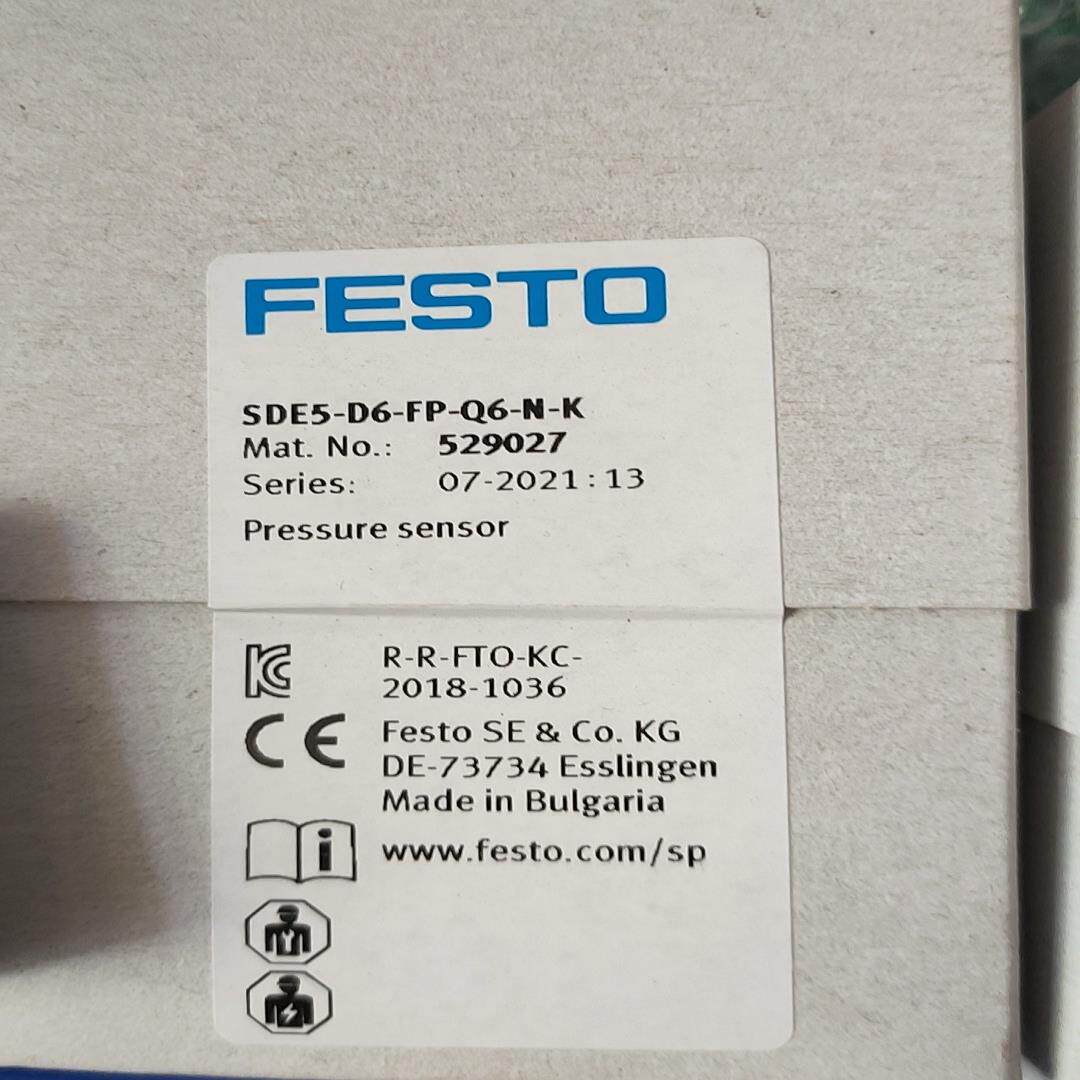 FESTO
SDE5-D6-FP-Q6-N-K
Mat. No.: 529027
Series: 07-2021:13
Pressure sensor
R-R-FTO-KC-
2018-1036
CE
Festo SE & Co. KG
DE-73734 Esslingen
Made in Bulgaria
www.festo.com/sp